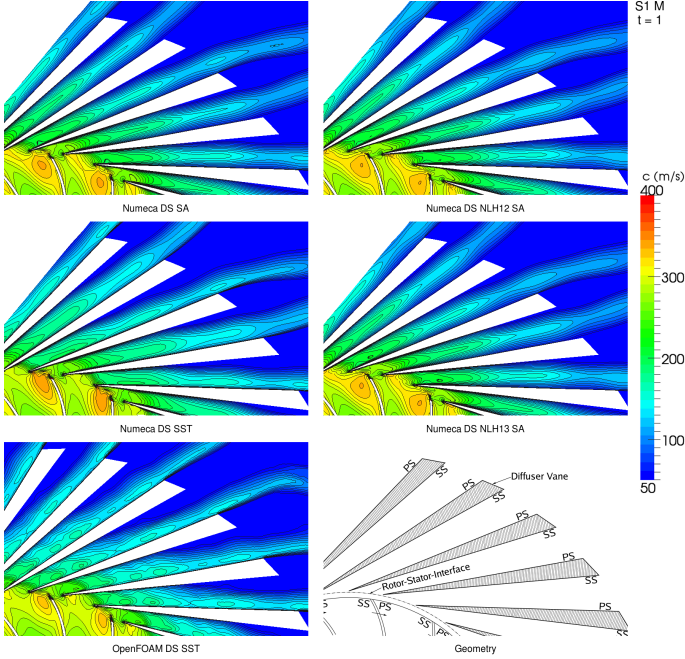 S1 M
t = 1
Numeca DS SA
Numeca DS NLH12 SA
c (m/s)
400
300
200
100
50
Numeca DS SST
Numeca DS NLH13 SA
PS
SS
Diffuser Vane
PS
SS
PS
SS
PS
SS
Rotor-Stator-Interface
SS
PS
PS
SS
SS
PS
OpenFOAM DS SST
Geometry